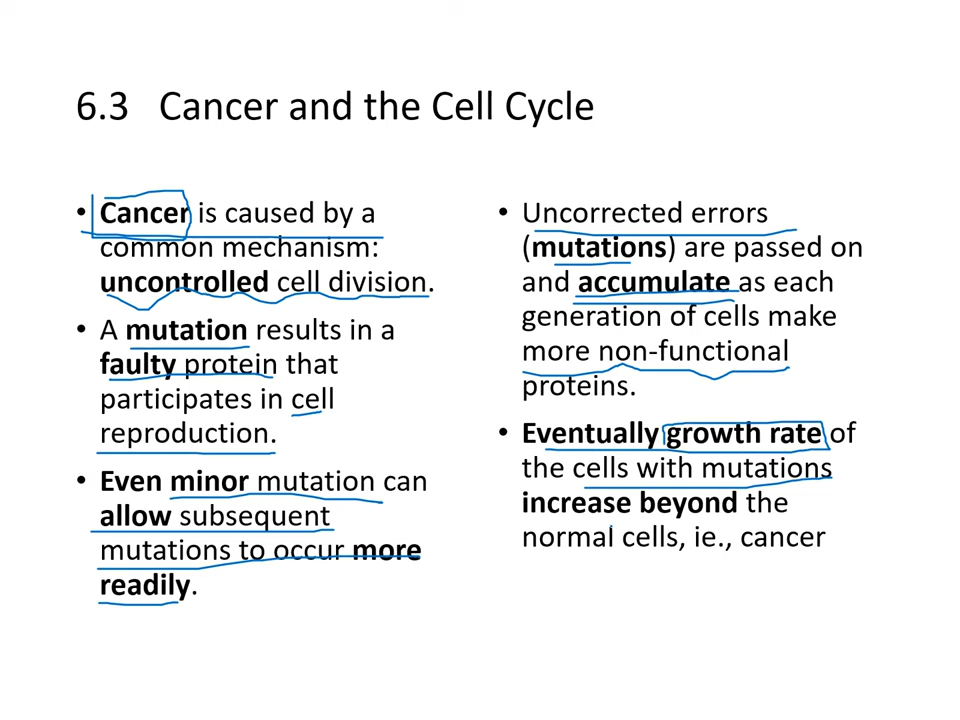 6.3 Cancer and the Cell Cycle
• Cancer is caused by a
common mechanism:
uncontrolled cell division.
• A mutation results in a
faulty protein that
participates in cell
reproduction.
• Even minor mutation can
allow subsequent
mutations to occur more
readily.
• Uncorrected errors
(mutations) are passed on
and accumulate as each
generation of cells make
more non-functional
proteins.
• Eventually growth rate of
the cells with mutations
increase beyond the
normal cells, ie., cancer